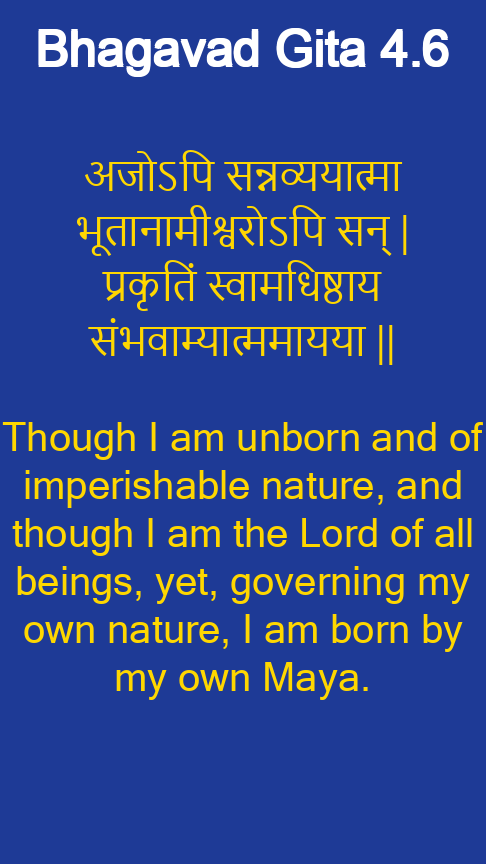 Bhagavad Gita 4.6
अजोऽपि सन्नव्ययात्मा
भूतानामीश्वरोऽपि सन् |
प्रकृतिं स्वामधिष्ठाय
संभवाम्यात्ममायया ||
Though I am unborn and of
imperishable nature, and
though I am the Lord of all
beings, yet, governing my
own nature, I am born by
my own Maya.